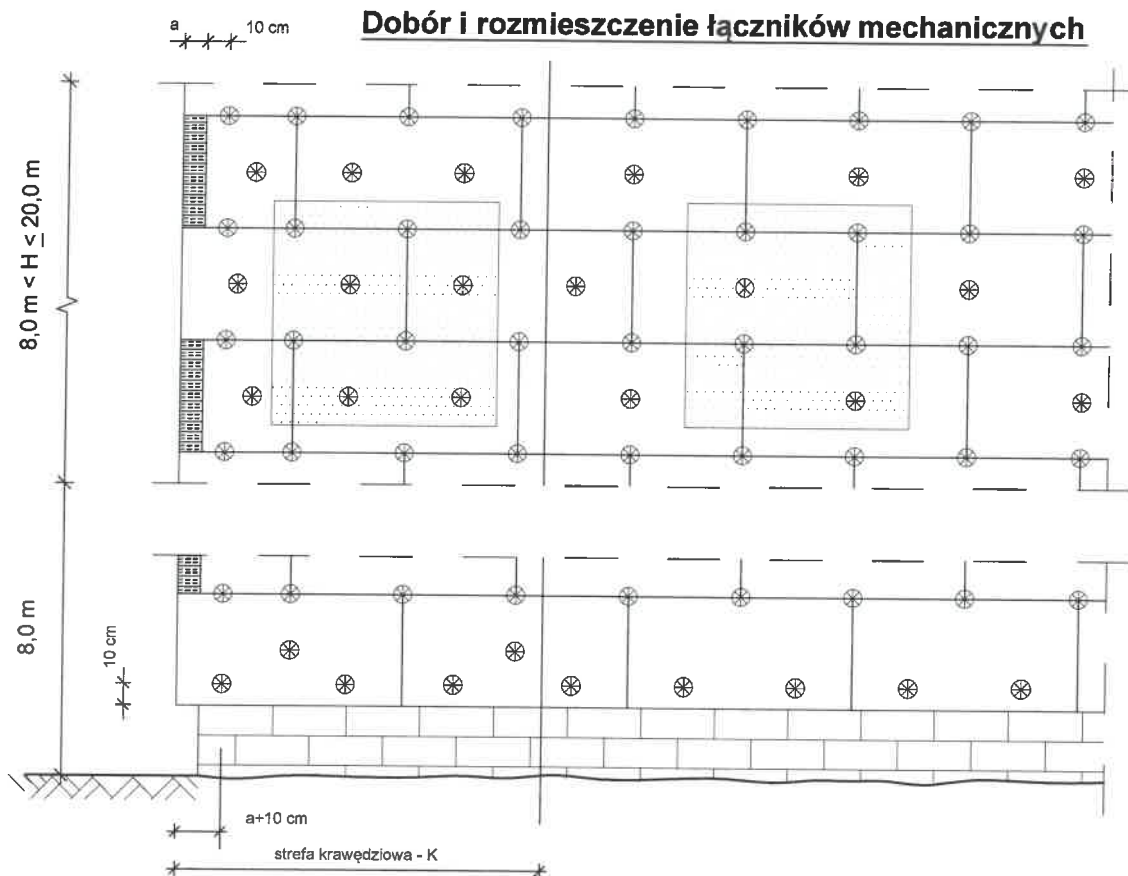 Dobór i rozmieszczenie łączników mechanicznych
a
10 cm
8,0 m < H ≤ 20,0 m
8,0 m
10 cm
a+10 cm
strefa krawędziowa - K